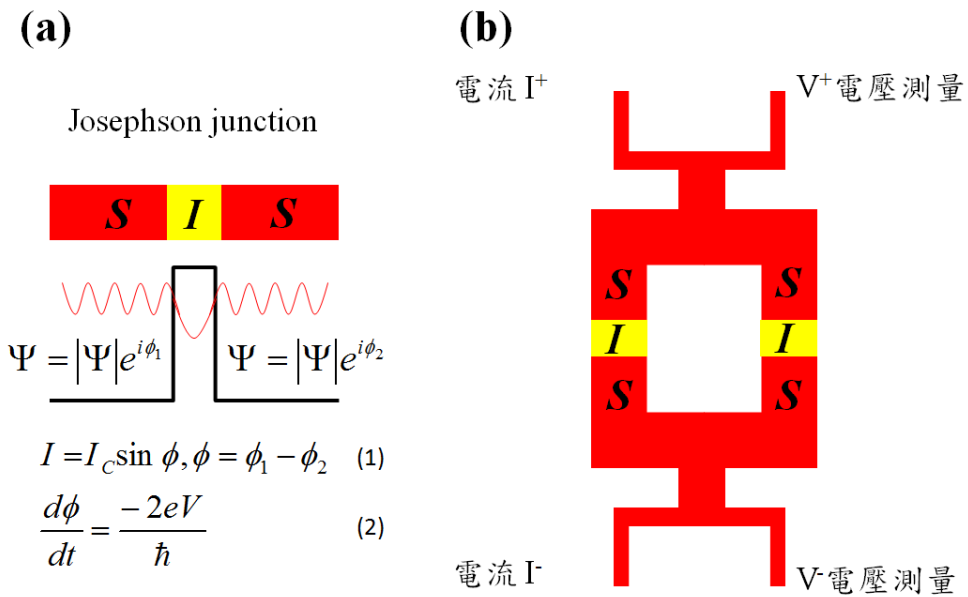 (a)
Josephson junction
S I S
Ψ = |Ψ|e^{iϕ₁} Ψ = |Ψ|e^{iϕ₂}
I = I_C sin ϕ, ϕ = ϕ₁ − ϕ₂ (1)
dϕ/dt = −2eV/ħ (2)
(b)
電流 I⁺ V⁺電壓測量
S S
I I
S S
電流 I⁻ V⁻電壓測量